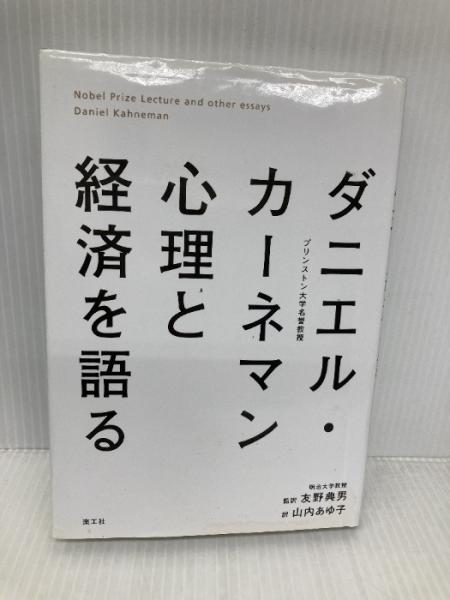 Nobel Prize Lecture and other essays
Daniel Kahneman
ダニエル・
カーネマン
プリンストン大学名誉教授
心理と
経済を語る
明治大学教授
監訳 友野典男
訳 山内あゆ子
楽工社